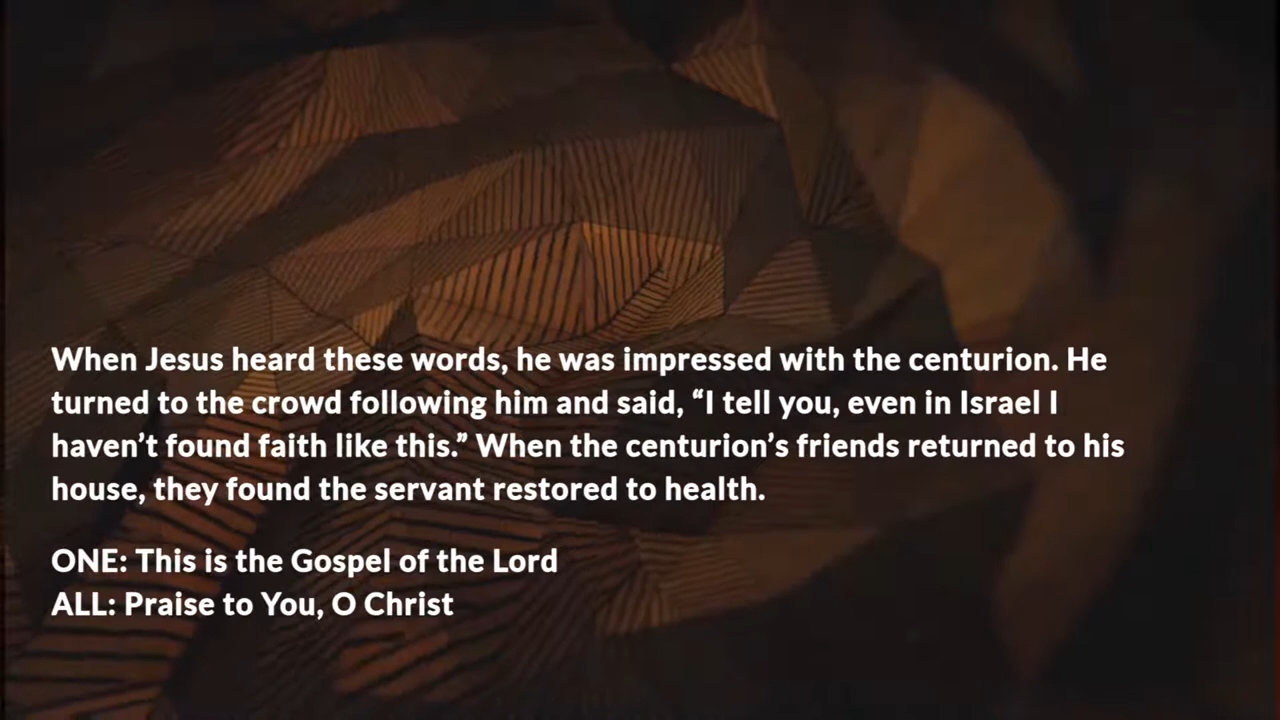 When Jesus heard these words, he was impressed with the centurion. He
turned to the crowd following him and said, “I tell you, even in Israel I
haven’t found faith like this.” When the centurion’s friends returned to his
house, they found the servant restored to health.
ONE: This is the Gospel of the Lord
ALL: Praise to You, O Christ